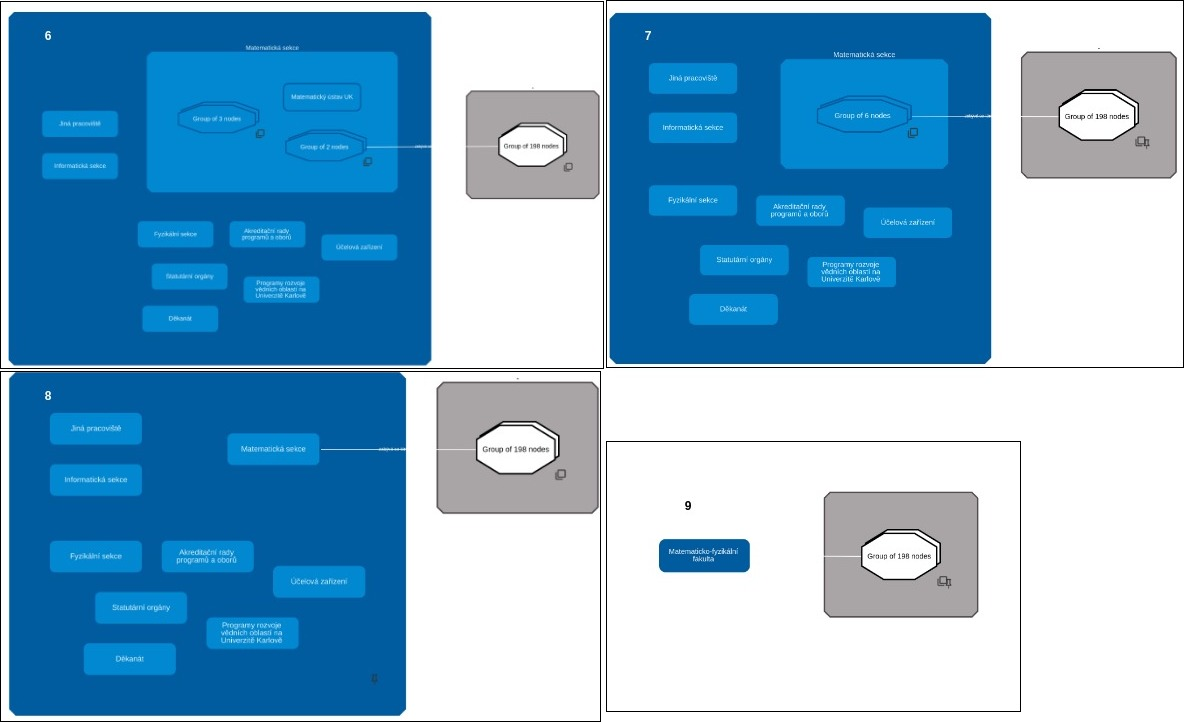 6
Matematická sekce
Matematický ústav UK
Group of 3 nodes
Jiná pracoviště
Group of 2 nodes
Group of 198 nodes
Informatická sekce
Fyzikální sekce
Akreditační rady
programů a oborů
Účelová zařízení
Statutární orgány
Programy rozvoje
vědních oblastí na
Univerzitě Karlově
Děkanát
7
Matematická sekce
Jiná pracoviště
Group of 6 nodes
Group of 198 nodes
Informatická sekce
Fyzikální sekce
Akreditační rady
programů a oborů
Účelová zařízení
Statutární orgány
Programy rozvoje
vědních oblastí na
Univerzitě Karlově
Děkanát
8
Jiná pracoviště
Matematická sekce
Group of 198 nodes
Informatická sekce
Fyzikální sekce
Akreditační rady
programů a oborů
Účelová zařízení
Statutární orgány
Programy rozvoje
vědních oblastí na
Univerzitě Karlově
Děkanát
9
Matematicko-fyzikální
fakulta
Group of 198 nodes